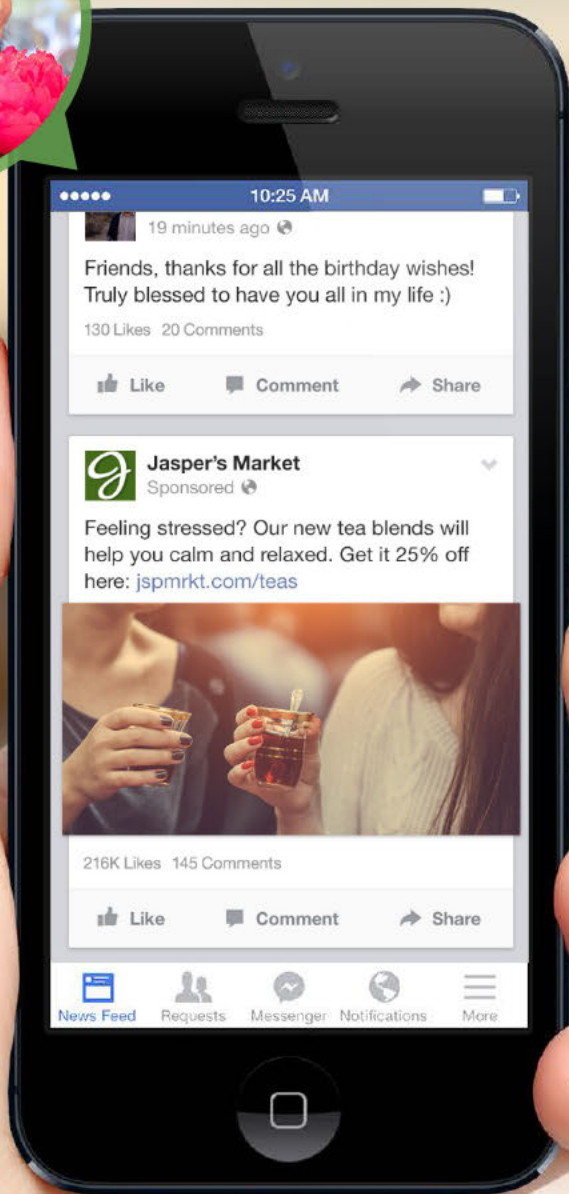 10:25 AM
19 minutes ago
Friends, thanks for all the birthday wishes!
Truly blessed to have you all in my life :)
130 Likes 20 Comments
Like Comment Share
Jasper's Market
Sponsored
Feeling stressed? Our new tea blends will
help you calm and relaxed. Get it 25% off
here: jspmrkt.com/teas
216K Likes 145 Comments
Like Comment Share
News Feed Requests Messenger Notifications More